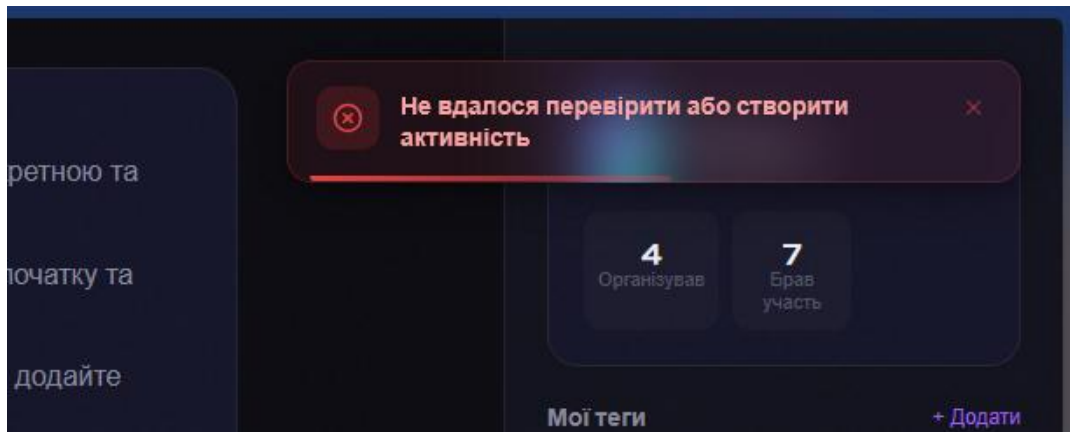 Не вдалося перевірити або створити
активність
ретною та
початку та
додайте
4
Організував
7
Брав
участь
Мої теги
+ Додати